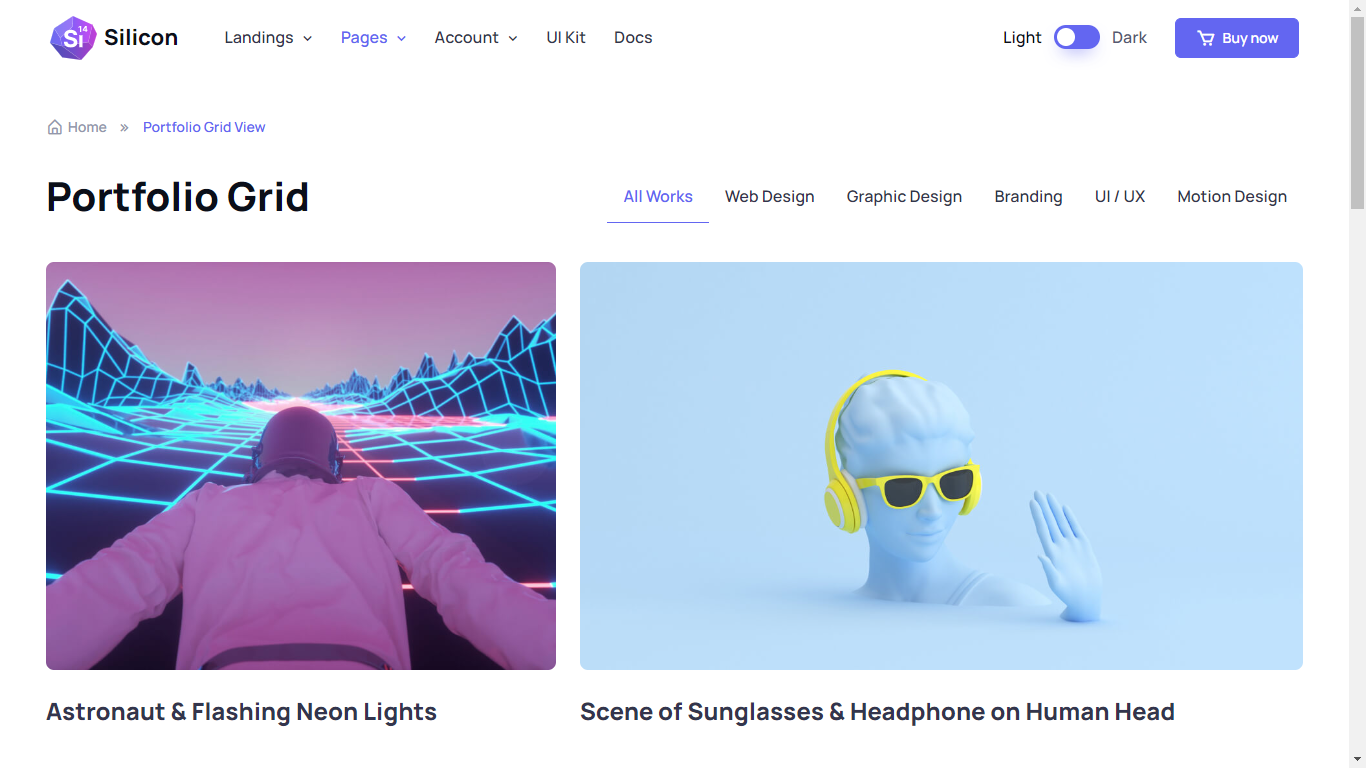 Si 14 Silicon Landings Pages Account UI Kit Docs Light Dark Buy now
Home » Portfolio Grid View
Portfolio Grid All Works Web Design Graphic Design Branding UI / UX Motion Design
Astronaut & Flashing Neon Lights Scene of Sunglasses & Headphone on Human Head